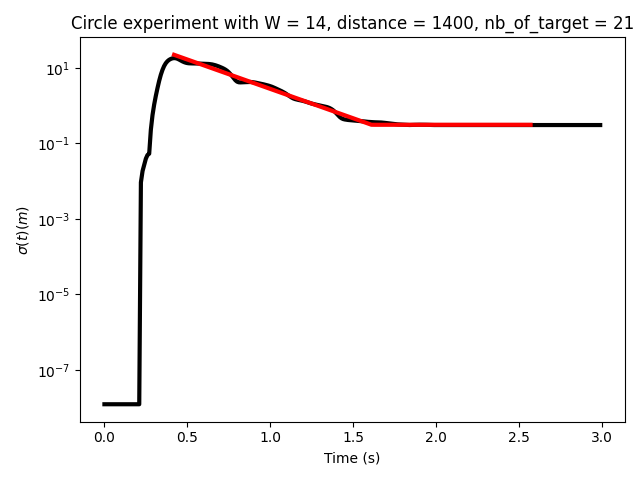 Circle experiment with W = 14, distance = 1400, nb_of_target = 21
10¹
10⁻¹
10⁻³
10⁻⁵
10⁻⁷
σ(t)(m)
0.0 0.5 1.0 1.5 2.0 2.5 3.0
Time (s)